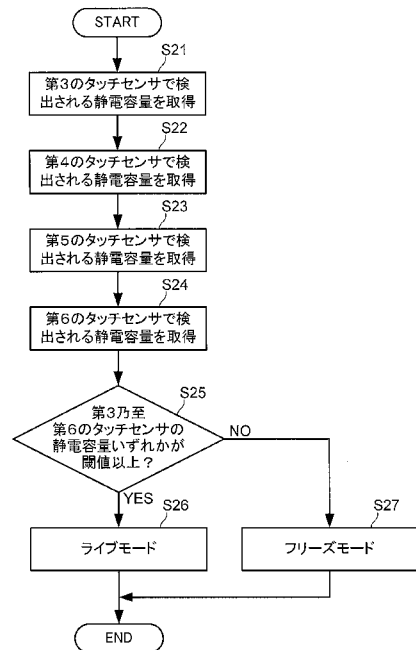 START
S21
第3のタッチセンサで検
出される静電容量を取得
S22
第4のタッチセンサで検
出される静電容量を取得
S23
第5のタッチセンサで検
出される静電容量を取得
S24
第6のタッチセンサで検
出される静電容量を取得
S25
第3乃至
第6のタッチセンサの
静電容量いずれかが
閾値以上？
NO
YES
S26
ライブモード
S27
フリーズモード
END